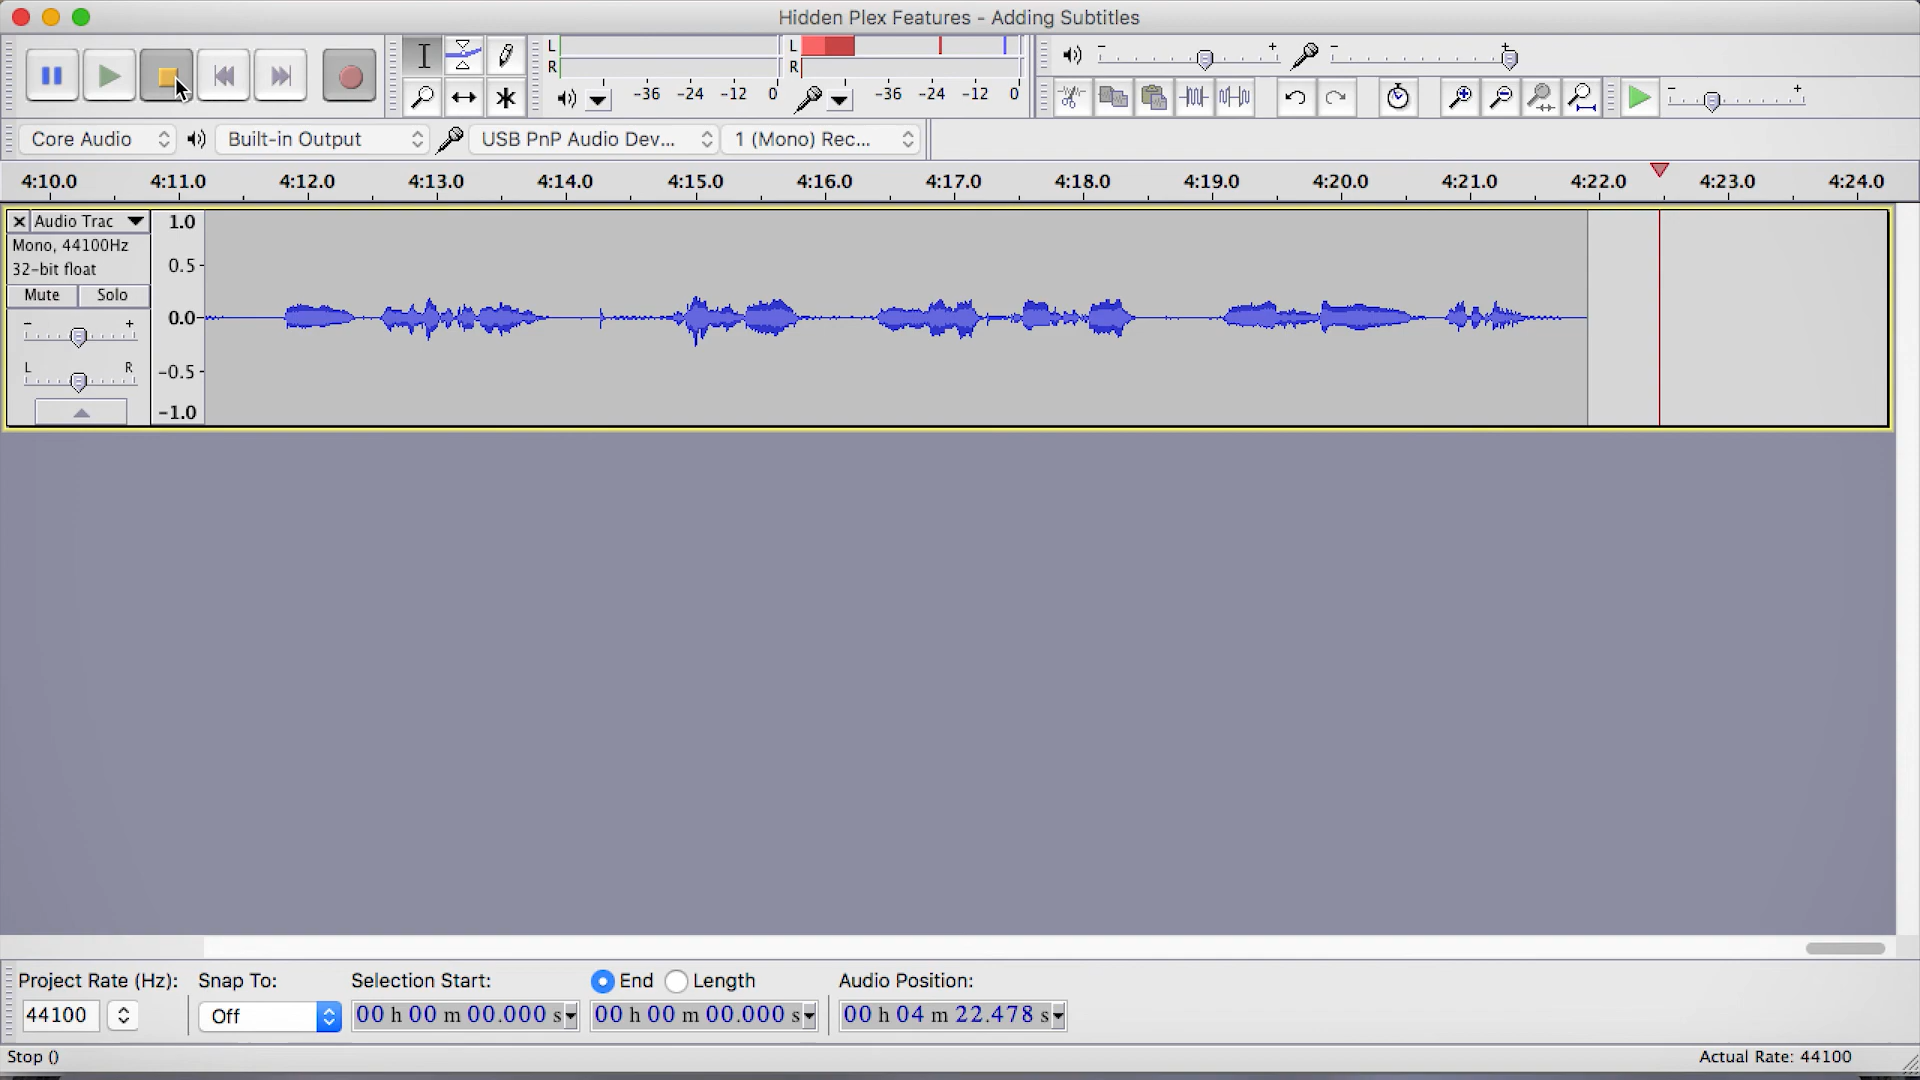 Hidden Plex Features - Adding Subtitles
L
R
-36 -24 -12 0
L
R
-36 -24 -12 0
- +
- +
- +
Core Audio
Built-in Output
USB PnP Audio Dev...
1 (Mono) Rec...
4:10.0 4:11.0 4:12.0 4:13.0 4:14.0 4:15.0 4:16.0 4:17.0 4:18.0 4:19.0 4:20.0 4:21.0 4:22.0 4:23.0 4:24.0
Audio Trac
Mono, 44100Hz
32-bit float
Mute Solo
- +
L R
1.0
0.5-
0.0-
-0.5-
-1.0
Project Rate (Hz): Snap To: Selection Start: End Length Audio Position:
44100 Off 00 h 00 m 00.000 s 00 h 00 m 00.000 s 00 h 04 m 22.478 s
Stop () Actual Rate: 44100